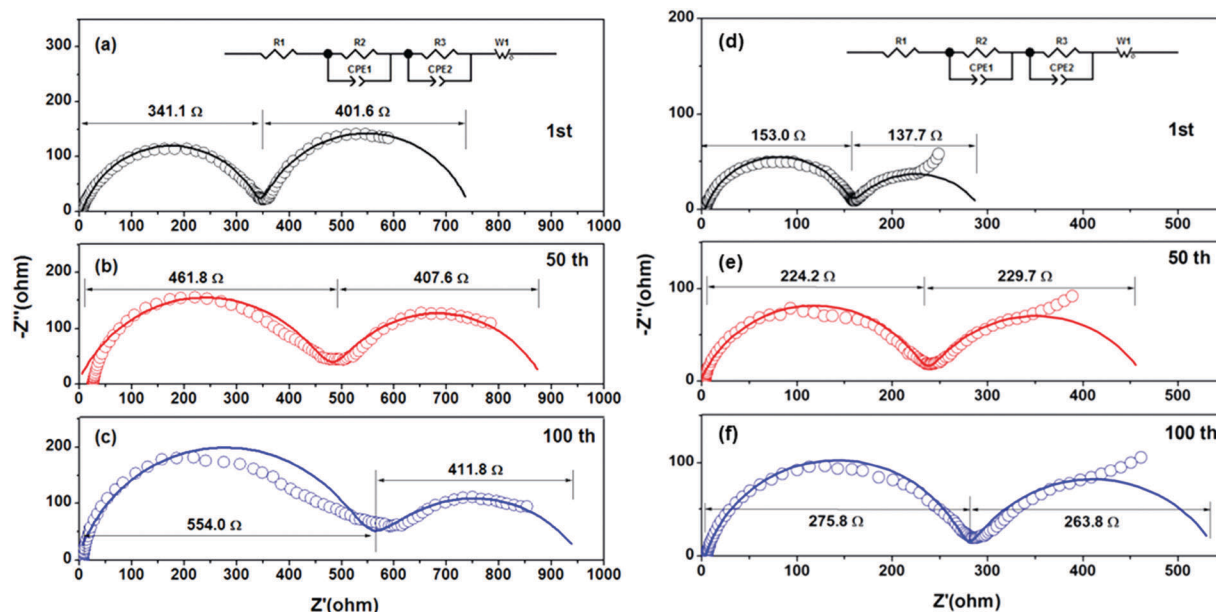 (a)
R1 R2 R3 W1
CPE1 CPE2
341.1 Ω 401.6 Ω
1st
300
200
100
0
0 100 200 300 400 500 600 700 800 900 1000
(b)
50 th
461.8 Ω 407.6 Ω
200
100
0
0 100 200 300 400 500 600 700 800 900 1000
(c)
100 th
411.8 Ω
554.0 Ω
200
100
0
0 100 200 300 400 500 600 700 800 900 1000
-Z''(ohm)
Z'(ohm)
(d)
R1 R2 R3 W1
CPE1 CPE2
153.0 Ω 137.7 Ω
1st
200
100
0
0 100 200 300 400 500
(e)
50 th
224.2 Ω 229.7 Ω
100
0
0 100 200 300 400 500
(f)
100 th
275.8 Ω 263.8 Ω
100
0
0 100 200 300 400 500
-Z''(ohm)
Z'(ohm)